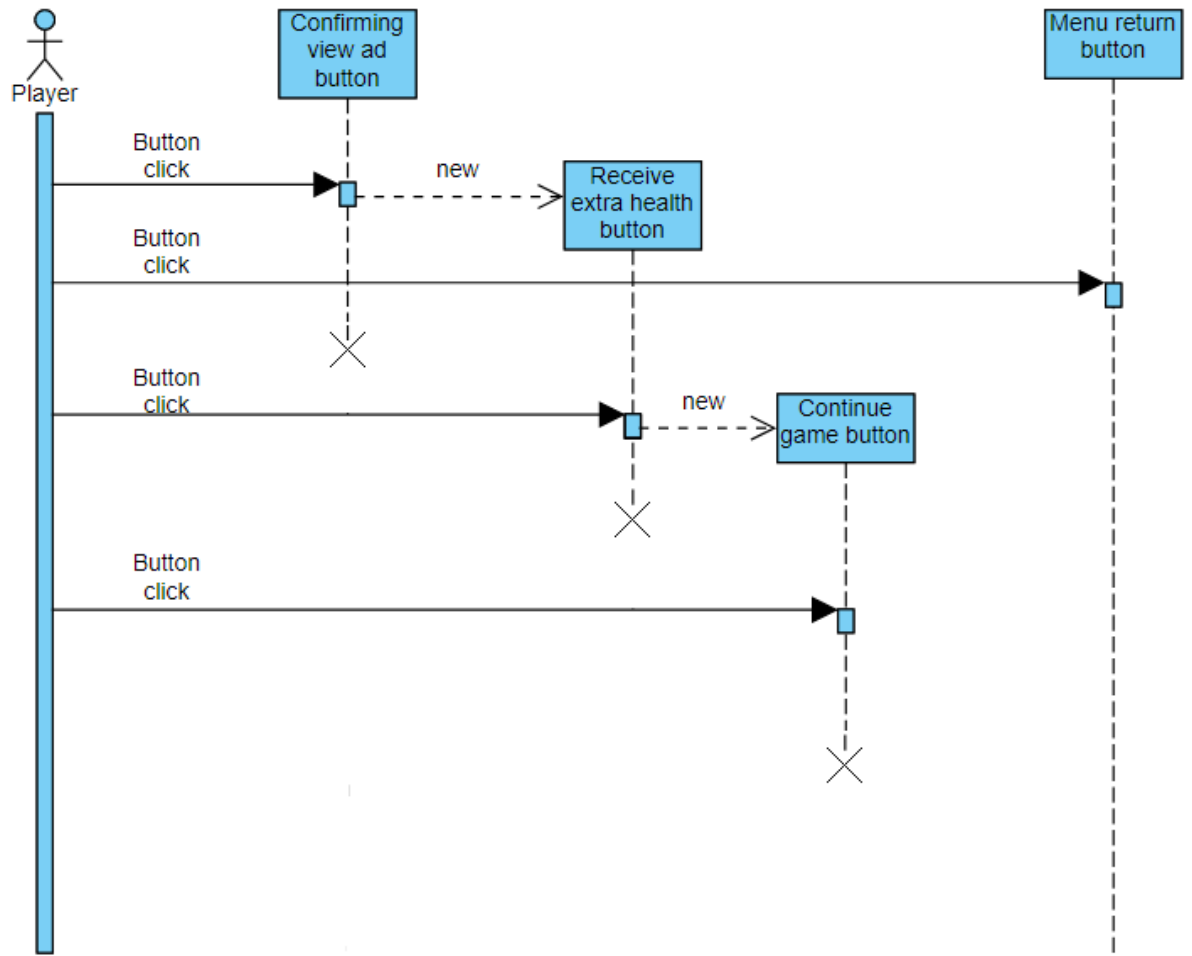 Player
Confirming
view ad
button
Menu return
button
Button
click
new
Receive
extra health
button
Button
click
Button
click
new
Continue
game button
Button
click